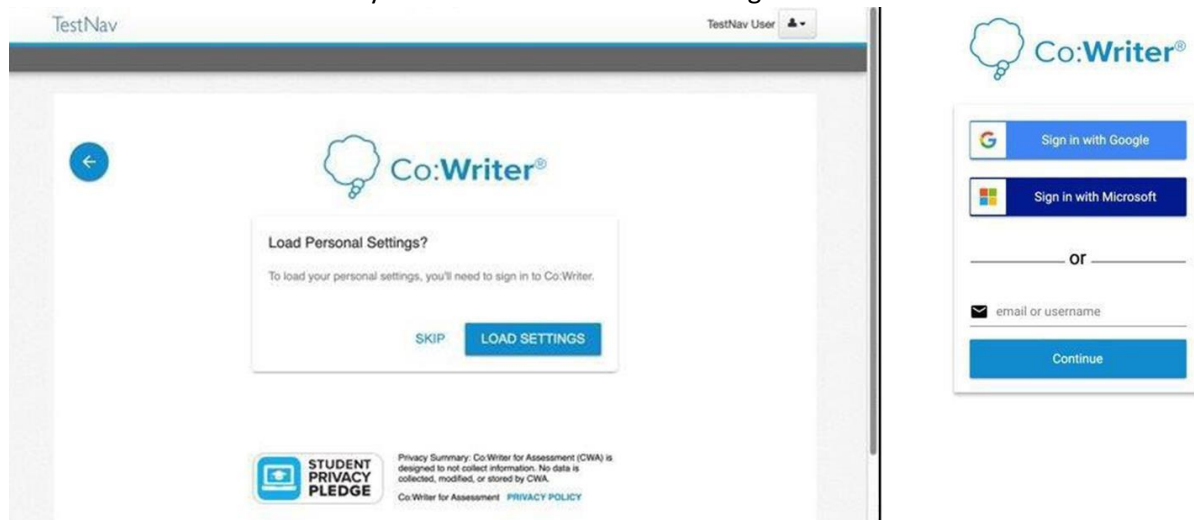 TestNav
TestNav User
Co:Writer®
Load Personal Settings?
To load your personal settings, you'll need to sign in to Co:Writer.
SKIP
LOAD SETTINGS
STUDENT
PRIVACY
PLEDGE
Privacy Summary: Co:Writer for Assessment (CWA) is
designed to not collect information. No data is
collected, modified, or stored by CWA.
Co:Writer for Assessment PRIVACY POLICY
Co:Writer®
G Sign in with Google
Sign in with Microsoft
or
email or username
Continue